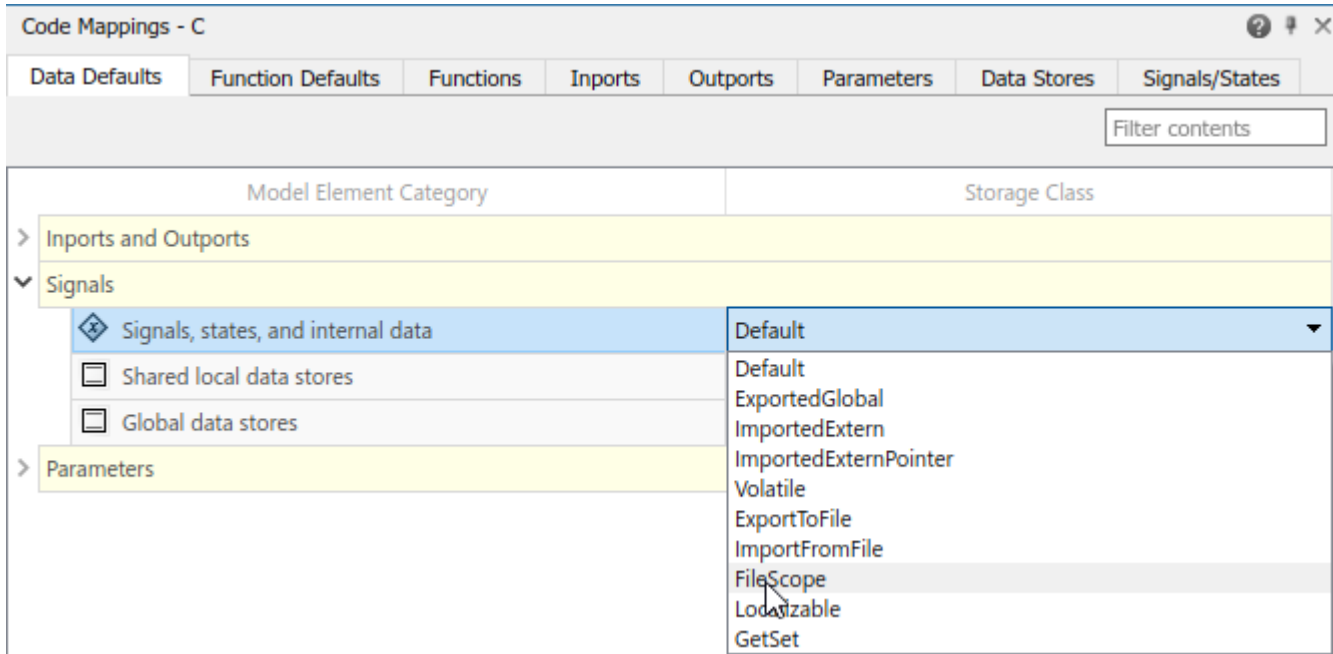 Code Mappings - C
Data Defaults Function Defaults Functions Inports Outports Parameters Data Stores Signals/States
Filter contents
Model Element Category Storage Class
Inports and Outports
Signals
Signals, states, and internal data Default
Shared local data stores
Global data stores
Parameters
Default
ExportedGlobal
ImportedExtern
ImportedExternPointer
Volatile
ExportToFile
ImportFromFile
FileScope
Localizable
GetSet